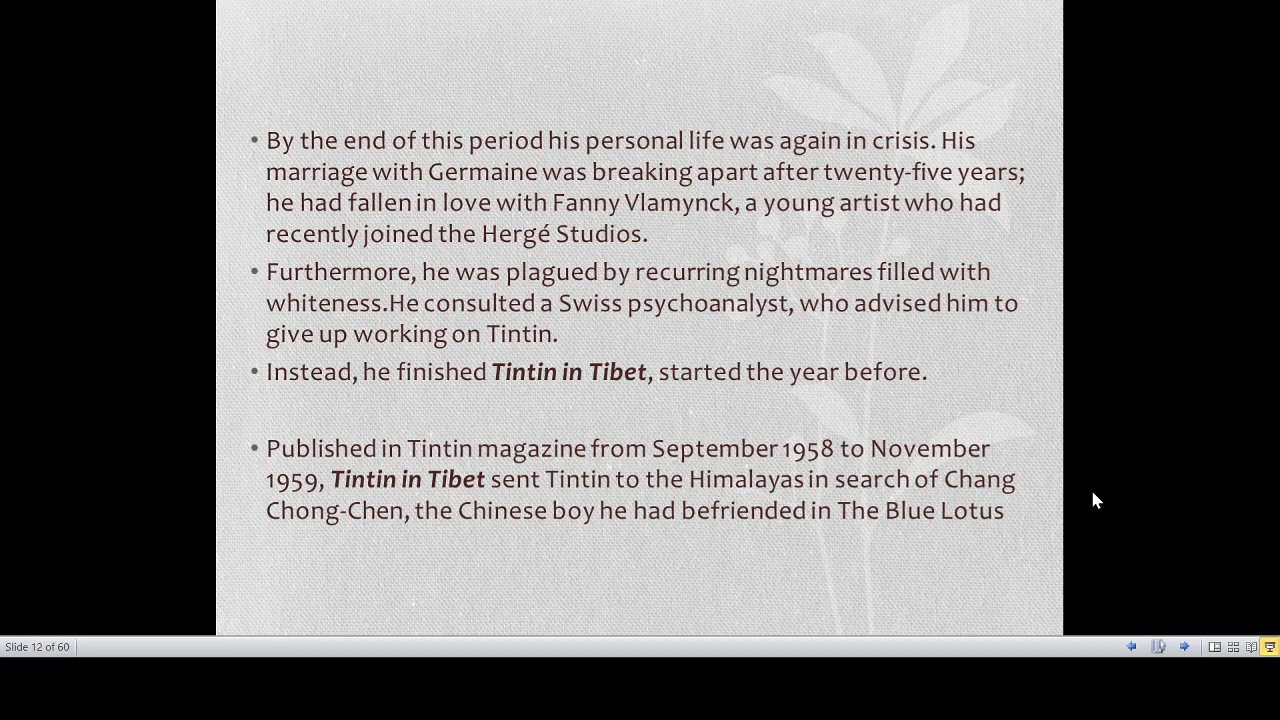 • By the end of this period his personal life was again in crisis. His
marriage with Germaine was breaking apart after twenty-five years;
he had fallen in love with Fanny Vlamynck, a young artist who had
recently joined the Hergé Studios.
• Furthermore, he was plagued by recurring nightmares filled with
whiteness.He consulted a Swiss psychoanalyst, who advised him to
give up working on Tintin.
• Instead, he finished Tintin in Tibet, started the year before.
• Published in Tintin magazine from September 1958 to November
1959, Tintin in Tibet sent Tintin to the Himalayas in search of Chang
Chong-Chen, the Chinese boy he had befriended in The Blue Lotus
Slide 12 of 60